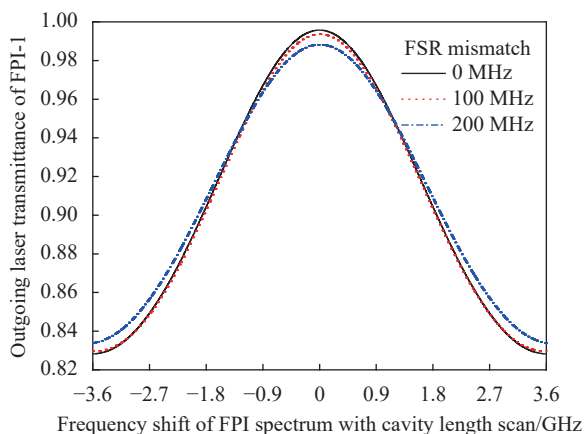 1.00
FSR mismatch
0.98
0 MHz
100 MHz
0.96
200 MHz
0.94
0.92
0.90
0.88
0.86
0.84
0.82
Outgoing laser transmittance of FPI-1
−3.6 −2.7 −1.8 −0.9 0 0.9 1.8 2.7 3.6
Frequency shift of FPI spectrum with cavity length scan/GHz